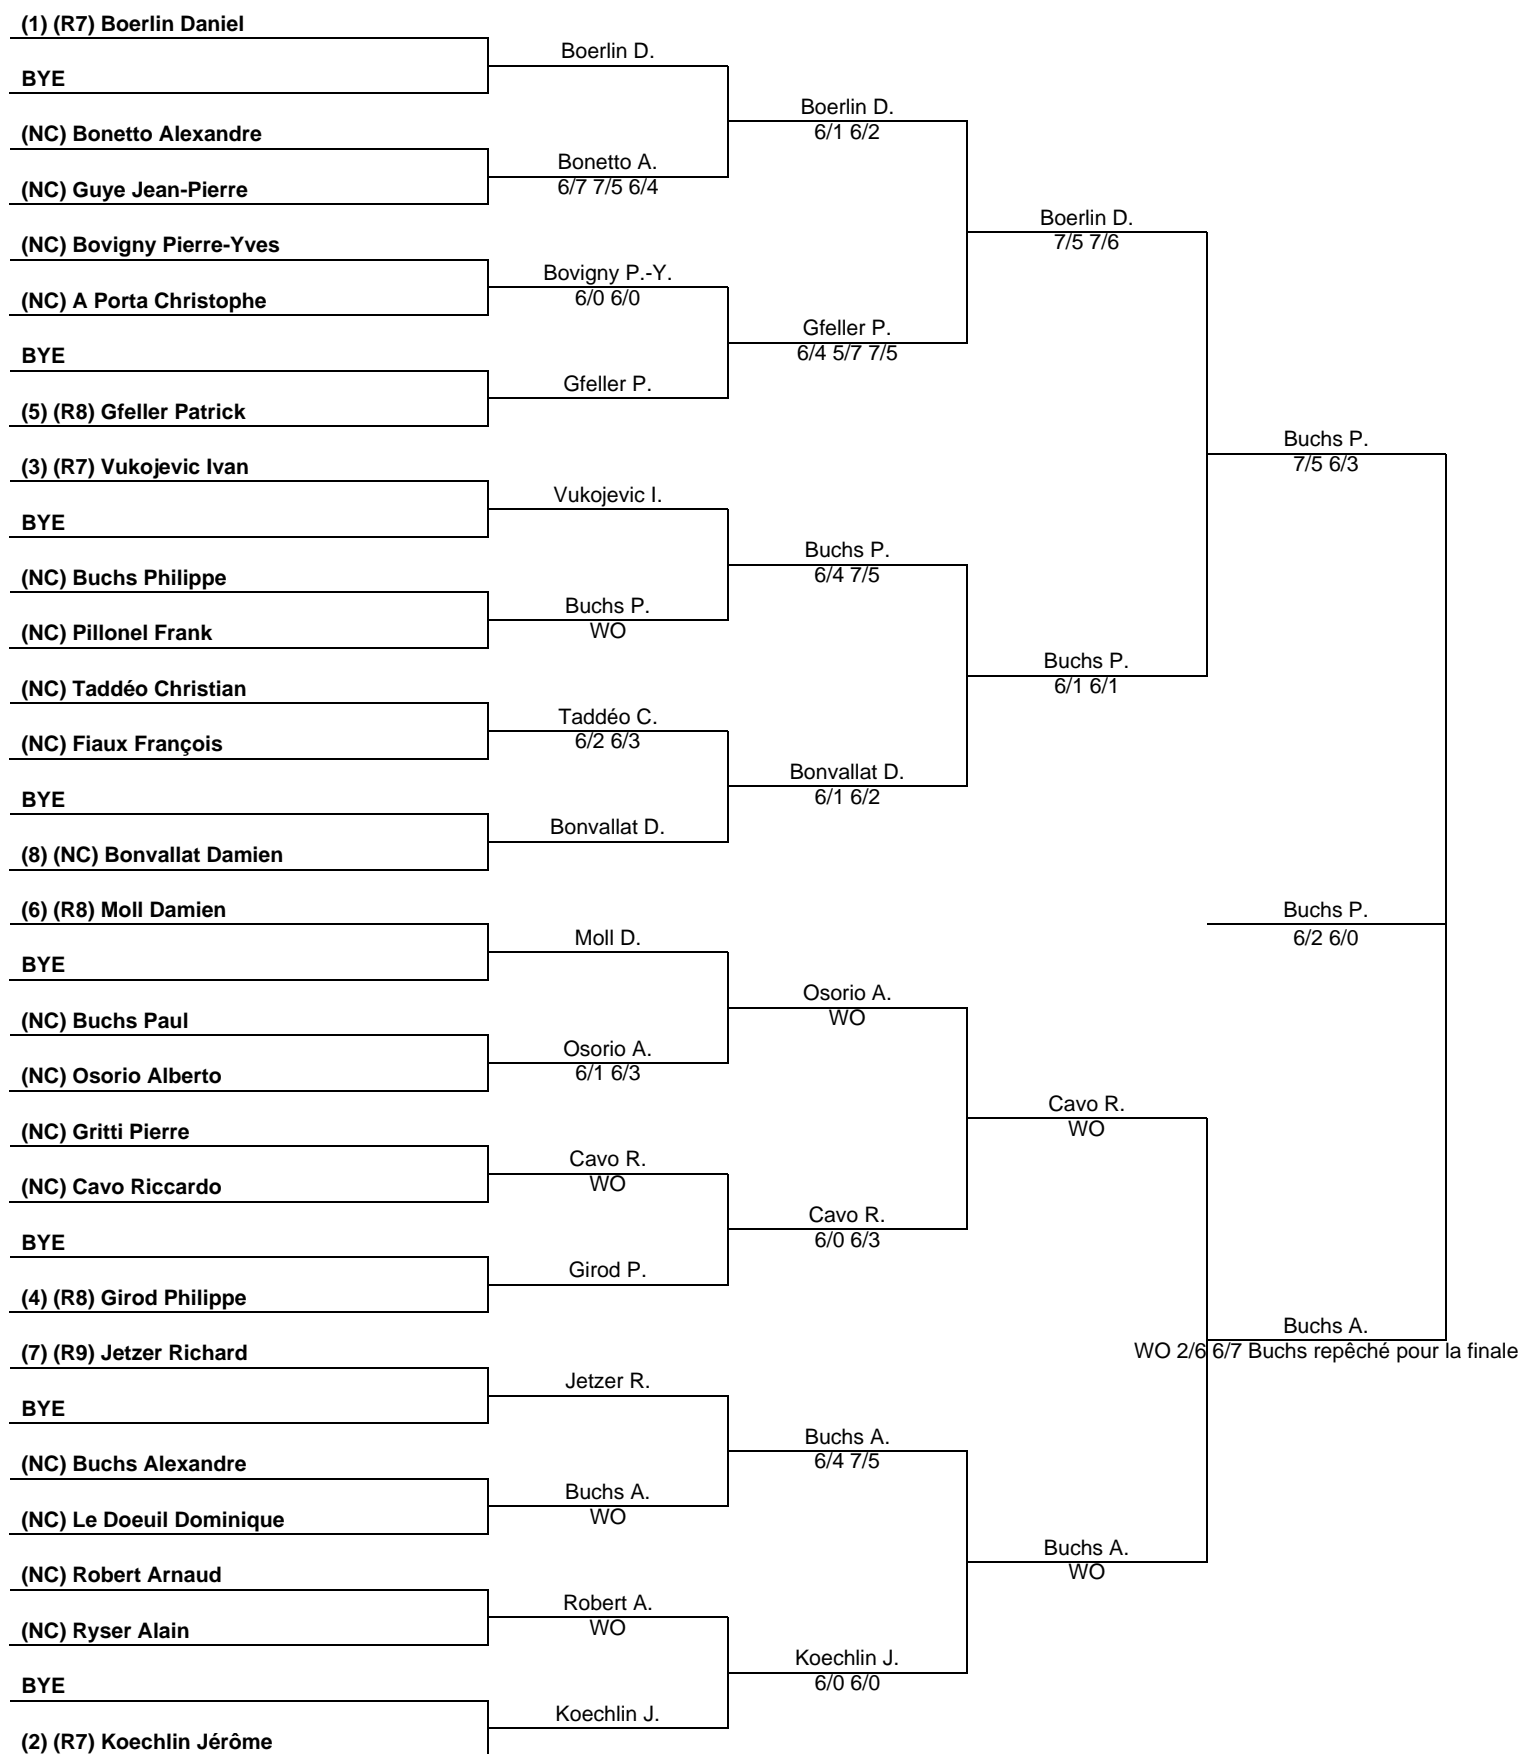 (1) (R7) Boerlin Daniel
Boerlin D.
BYE
Boerlin D.
6/1 6/2
(NC) Bonetto Alexandre
Bonetto A.
6/7 7/5 6/4
(NC) Guye Jean-Pierre
Boerlin D.
7/5 7/6
(NC) Bovigny Pierre-Yves
Bovigny P.-Y.
6/0 6/0
(NC) A Porta Christophe
Gfeller P.
6/4 5/7 7/5
BYE
Gfeller P.
(5) (R8) Gfeller Patrick
Buchs P.
7/5 6/3
(3) (R7) Vukojevic Ivan
Vukojevic I.
BYE
Buchs P.
6/4 7/5
(NC) Buchs Philippe
Buchs P.
WO
(NC) Pillonel Frank
Buchs P.
6/1 6/1
(NC) Taddéo Christian
Taddéo C.
6/2 6/3
(NC) Fiaux François
Bonvallat D.
6/1 6/2
BYE
Bonvallat D.
(8) (NC) Bonvallat Damien
(6) (R8) Moll Damien
Buchs P.
6/2 6/0
Moll D.
BYE
Osorio A.
WO
(NC) Buchs Paul
Osorio A.
6/1 6/3
(NC) Osorio Alberto
Cavo R.
WO
(NC) Gritti Pierre
Cavo R.
WO
(NC) Cavo Riccardo
Cavo R.
6/0 6/3
BYE
Girod P.
(4) (R8) Girod Philippe
Buchs A.
WO 2/6 6/7 Buchs repêché pour la finale
(7) (R9) Jetzer Richard
Jetzer R.
BYE
Buchs A.
6/4 7/5
(NC) Buchs Alexandre
Buchs A.
WO
(NC) Le Doeuil Dominique
Buchs A.
WO
(NC) Robert Arnaud
Robert A.
WO
(NC) Ryser Alain
Koechlin J.
6/0 6/0
BYE
Koechlin J.
(2) (R7) Koechlin Jérôme